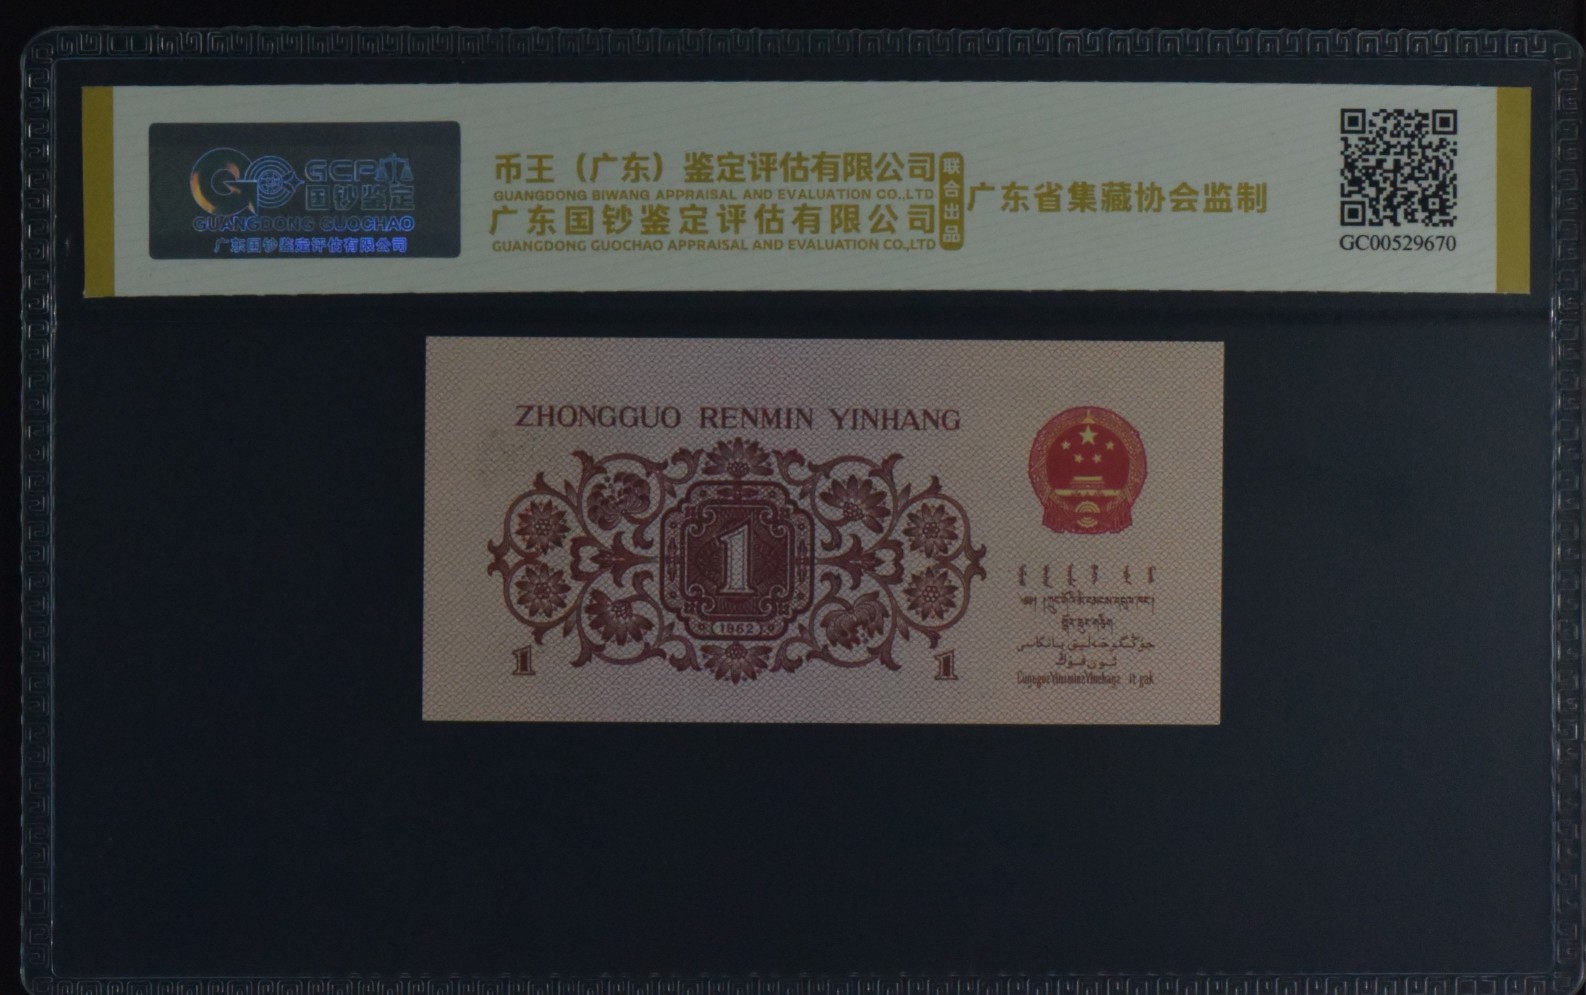 GCF
国钞鉴定
GUANGDONG GUOCHAO
广东国钞鉴定评估有限公司
币王（广东）鉴定评估有限公司
GUANGDONG BIWANG APPRAISAL AND EVALUATION CO.,LTD
广东国钞鉴定评估有限公司
GUANGDONG GUOCHAO APPRAISAL AND EVALUATION CO.,LTD
联合出品
广东省集藏协会监制
GC00529670
ZHONGGUO RENMIN YINHANG
1
1962
1
1